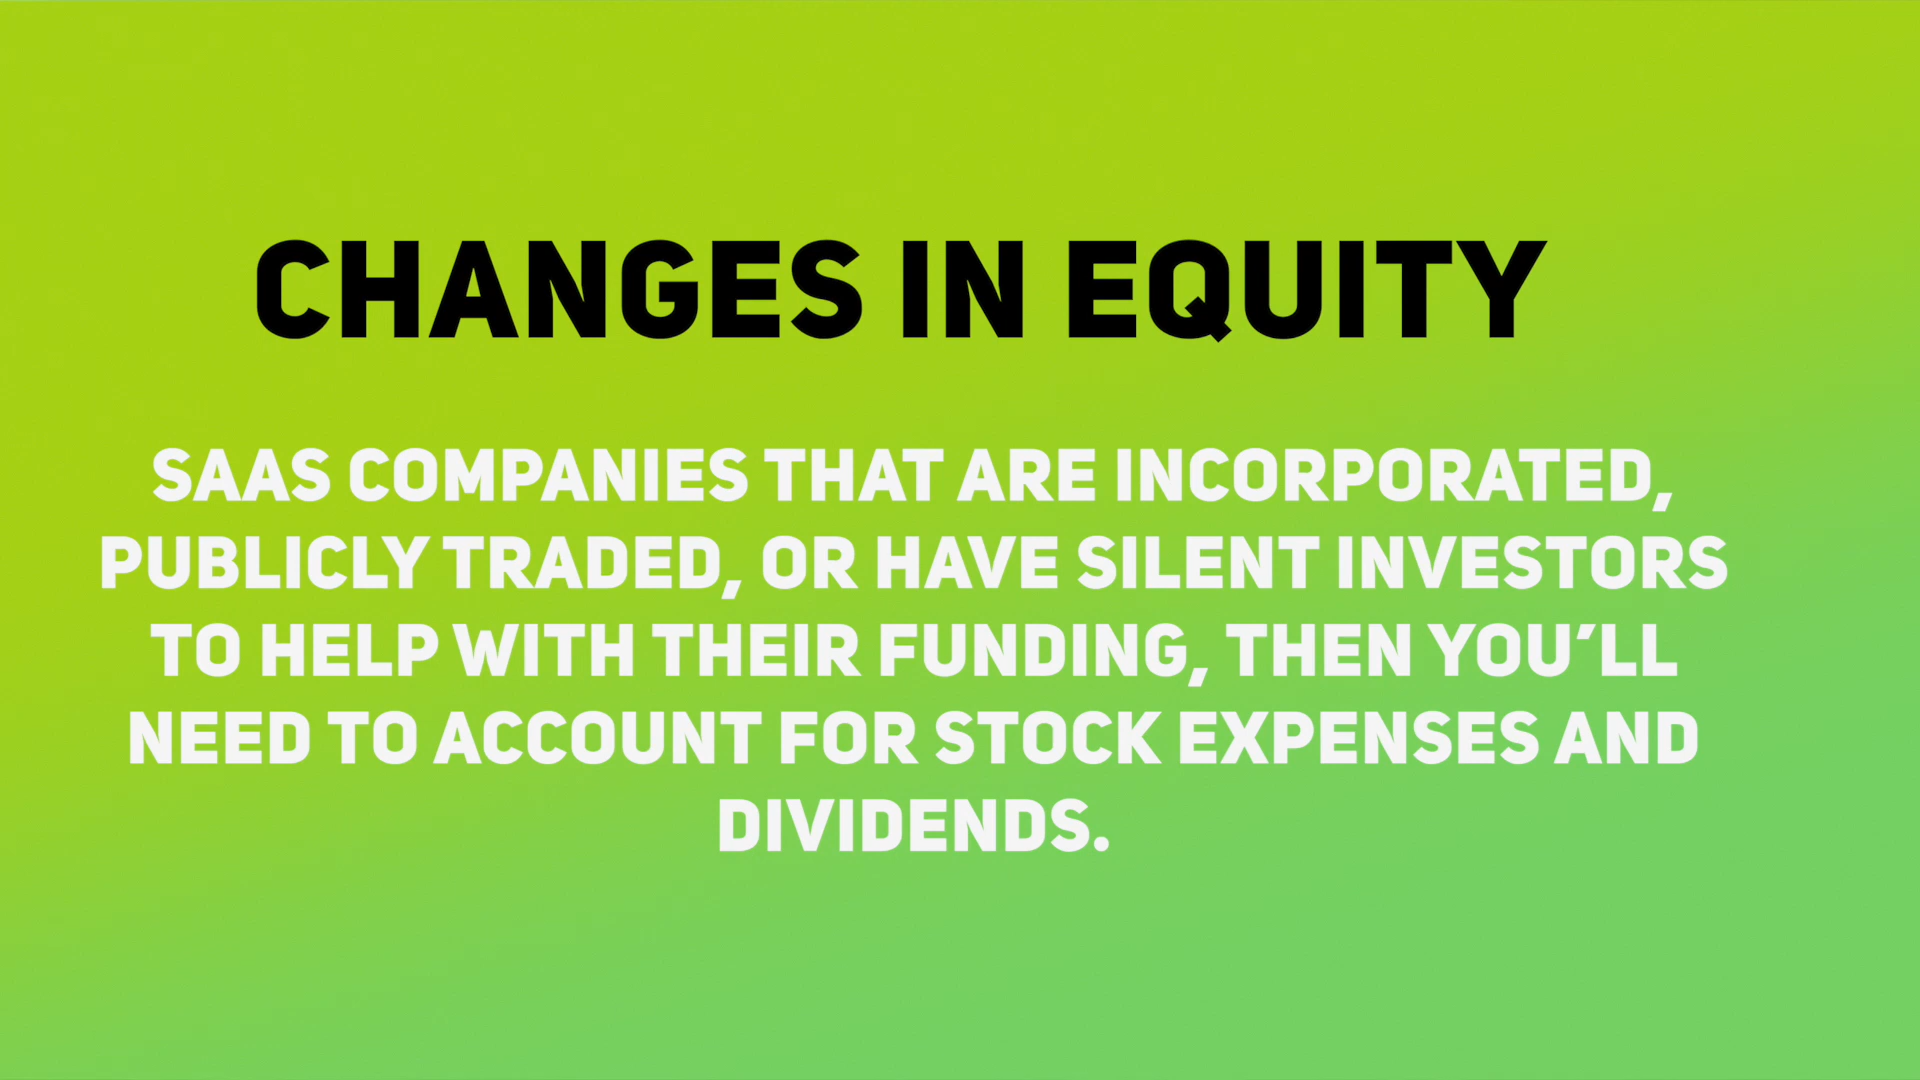 CHANGES IN EQUITY
SAAS COMPANIES THAT ARE INCORPORATED,
PUBLICLY TRADED, OR HAVE SILENT INVESTORS
TO HELP WITH THEIR FUNDING, THEN YOU'LL
NEED TO ACCOUNT FOR STOCK EXPENSES AND
DIVIDENDS.